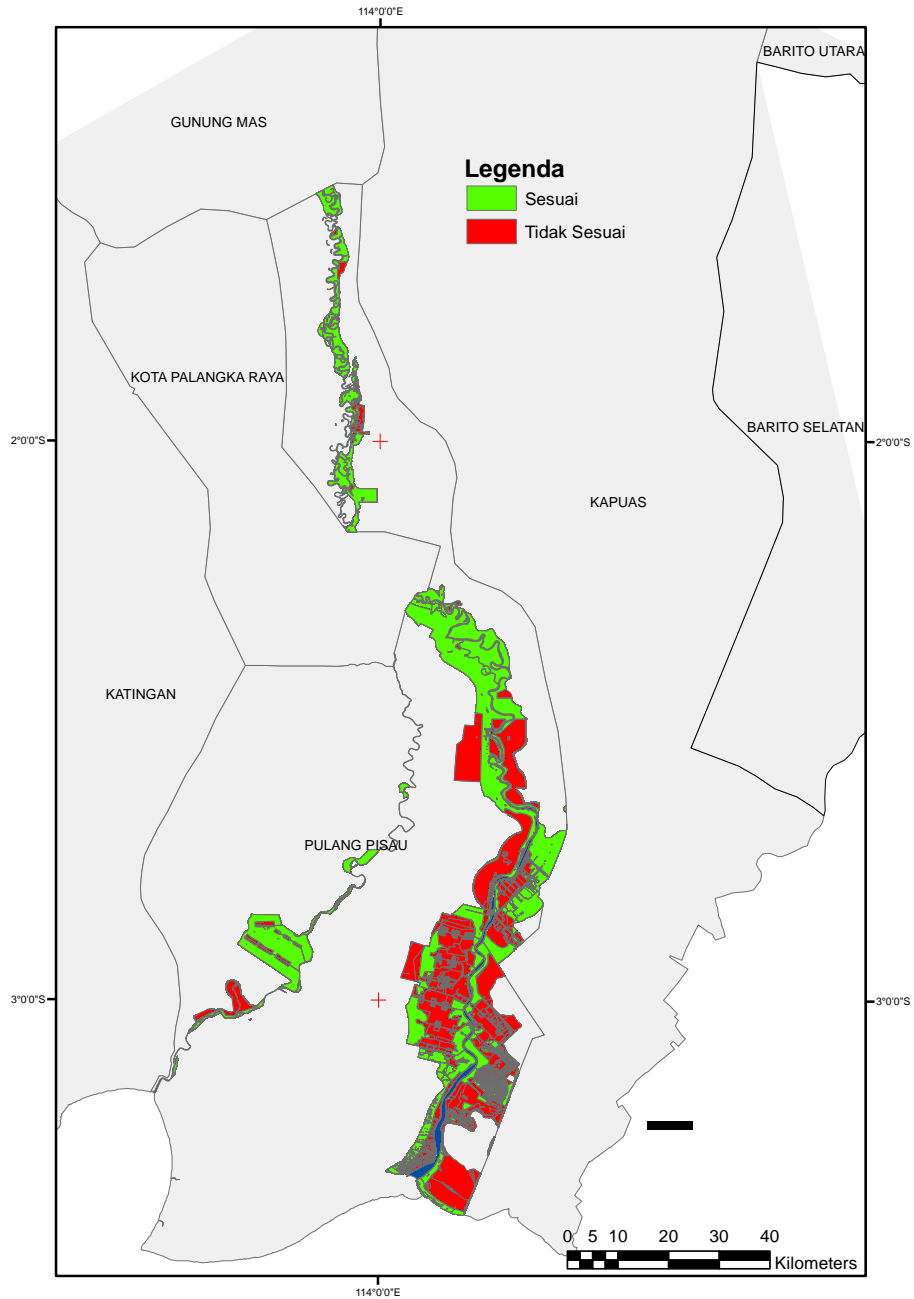 114°0'0"E
BARITO UTARA
GUNUNG MAS
Legenda
Sesuai
Tidak Sesuai
KOTA PALANGKA RAYA
2°0'0"S
2°0'0"S
BARITO SELATAN
KAPUAS
KATINGAN
PULANG PISAU
3°0'0"S
3°0'0"S
0 5 10 20 30 40
Kilometers
114°0'0"E